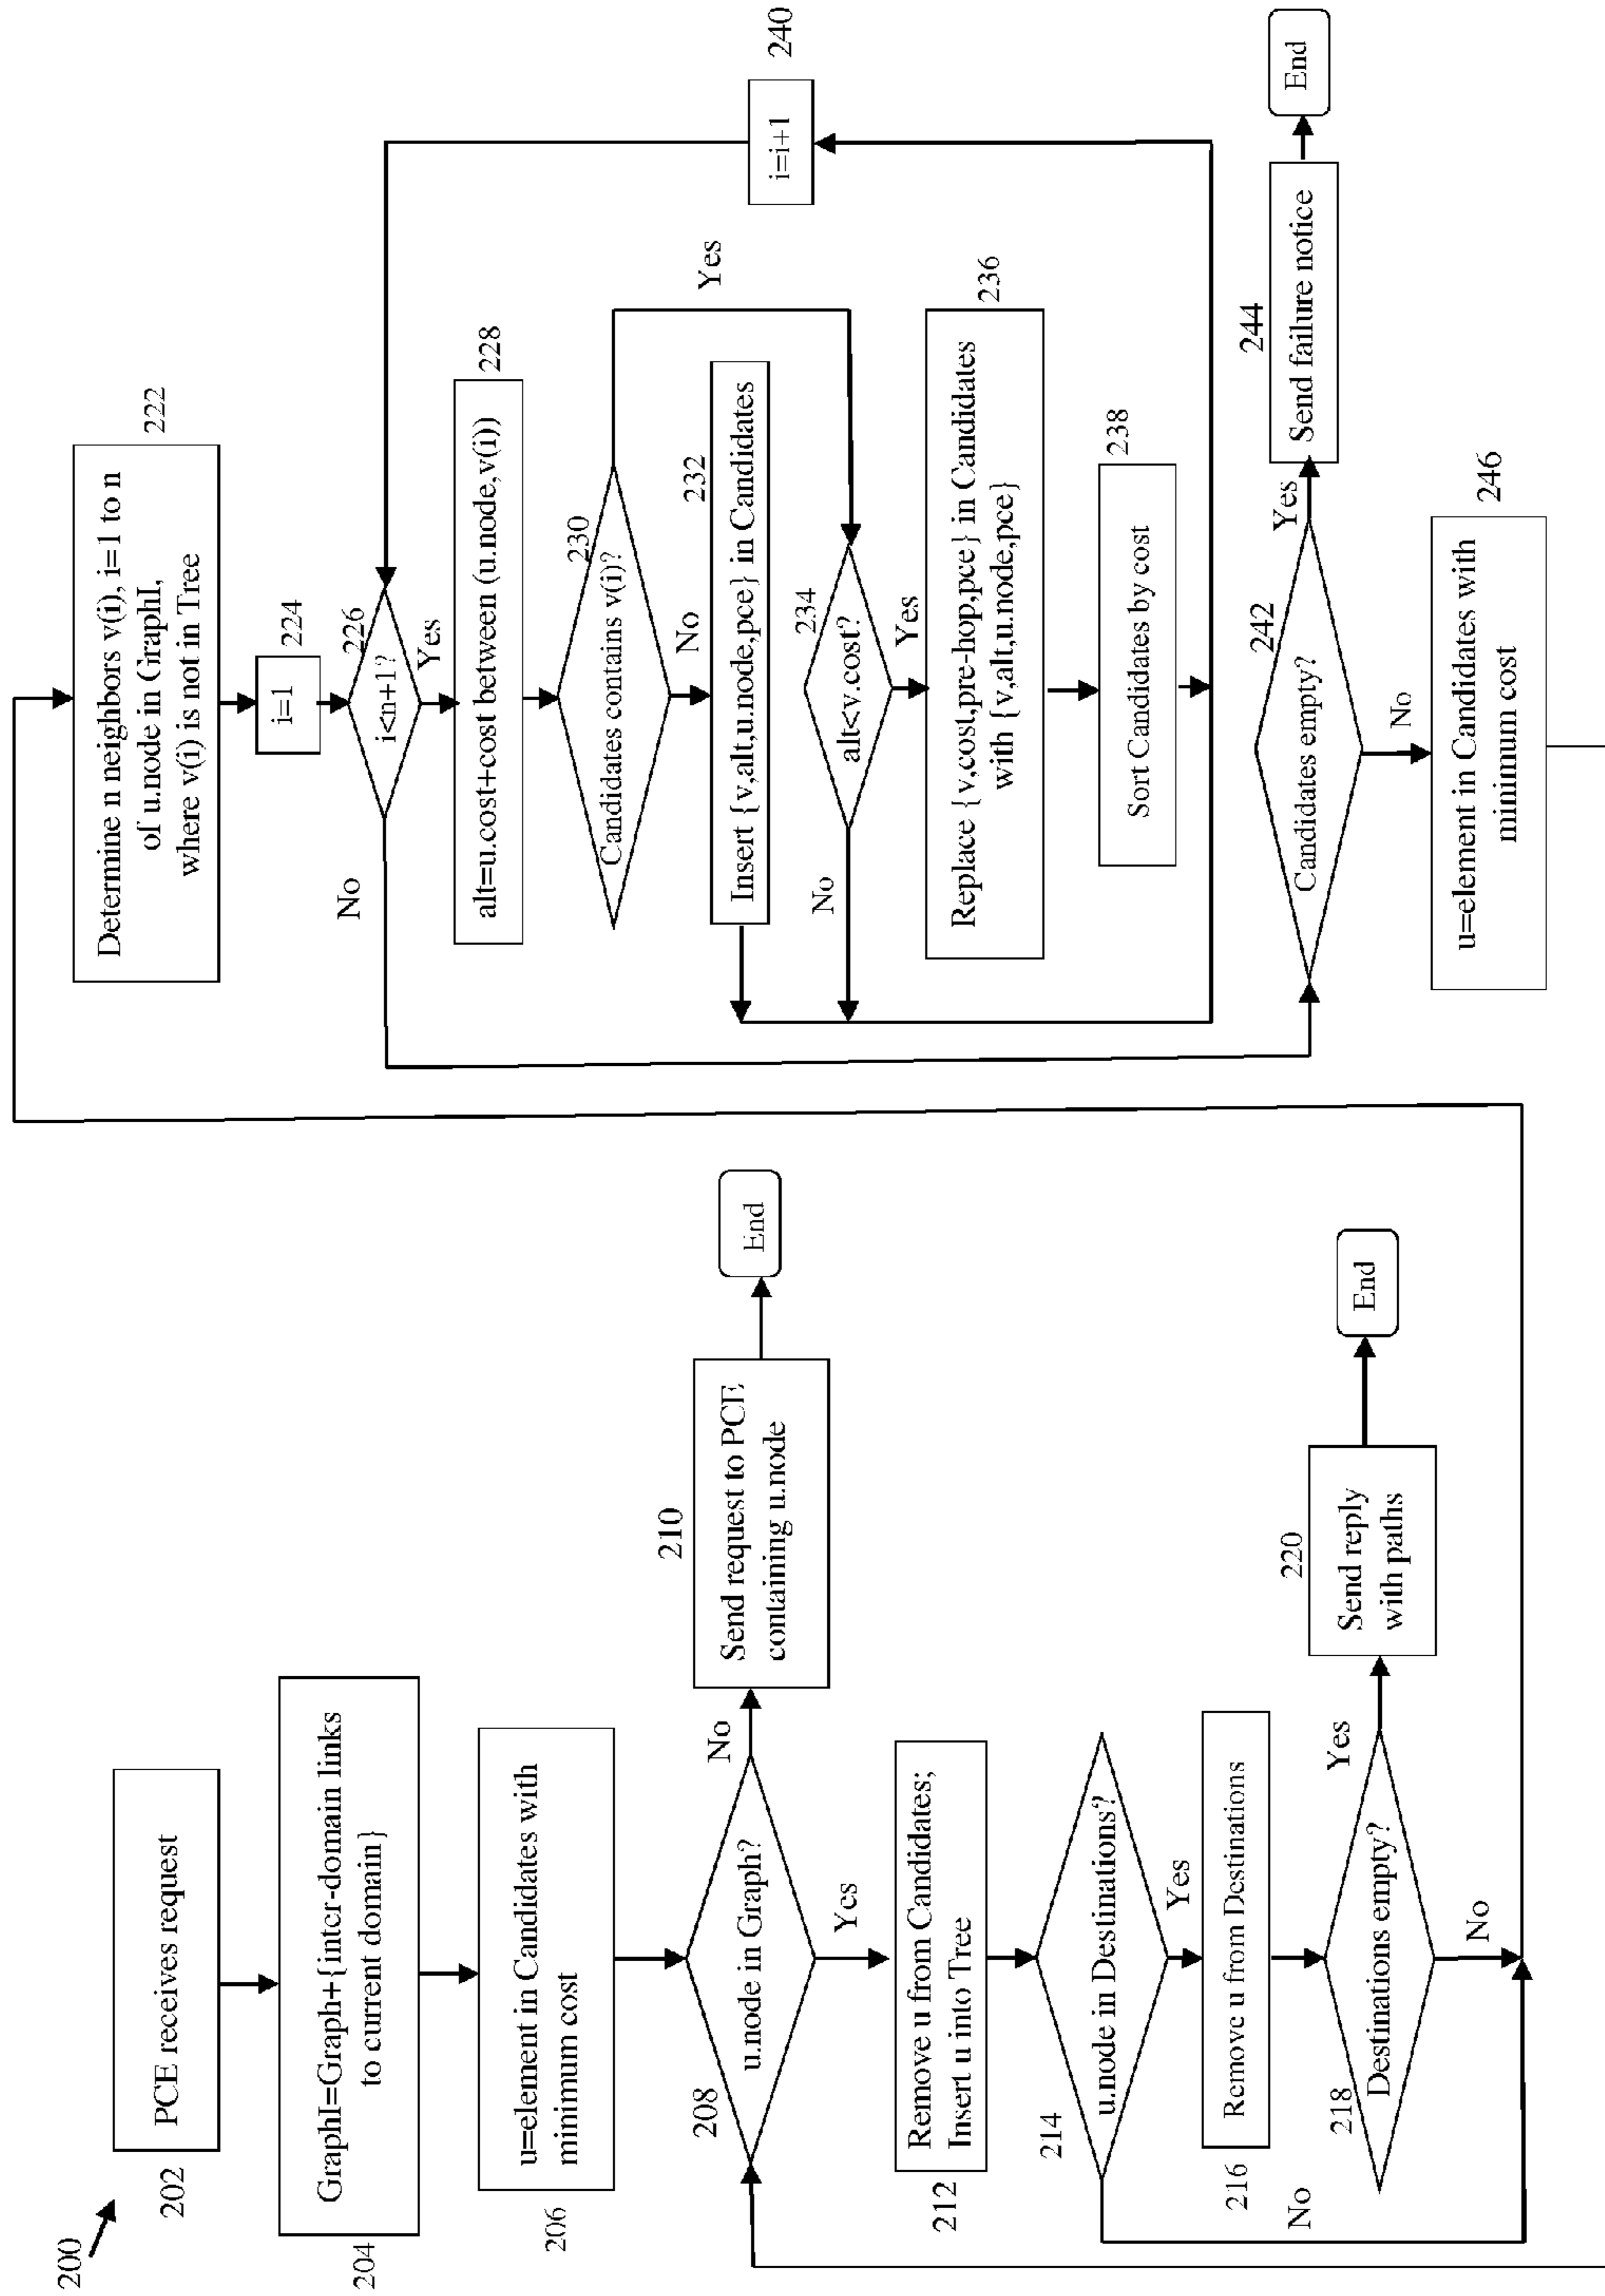 200
PCE receives request
202
GraphI=Graph+{inter-domain links
to current domain}
204
u=element in Candidates with
minimum cost
206
u.node in Graph?
208
No
Send request to PCE
containing u.node
210
End
Yes
Remove u from Candidates;
Insert u into Tree
212
u.node in Destinations?
214
Yes
No
Remove u from Destinations
216
Destinations empty?
218
Yes
Send reply
with paths
220
End
No
Determine n neighbors v(i), i=1 to n
of u.node in GraphI,
where v(i) is not in Tree
222
i=1
224
i<n+1?
226
No
Yes
alt=u.cost+cost between (u.node,v(i))
228
Candidates contains v(i)?
230
Yes
No
Insert {v,alt,u.node,pce} in Candidates
232
alt<v.cost?
234
No
Yes
Replace {v,cost,pre-hop,pce} in Candidates
with {v,alt,u.node,pce}
236
Sort Candidates by cost
238
i=i+1
240
Candidates empty?
242
Yes
Send failure notice
244
End
No
u=element in Candidates with
minimum cost
246